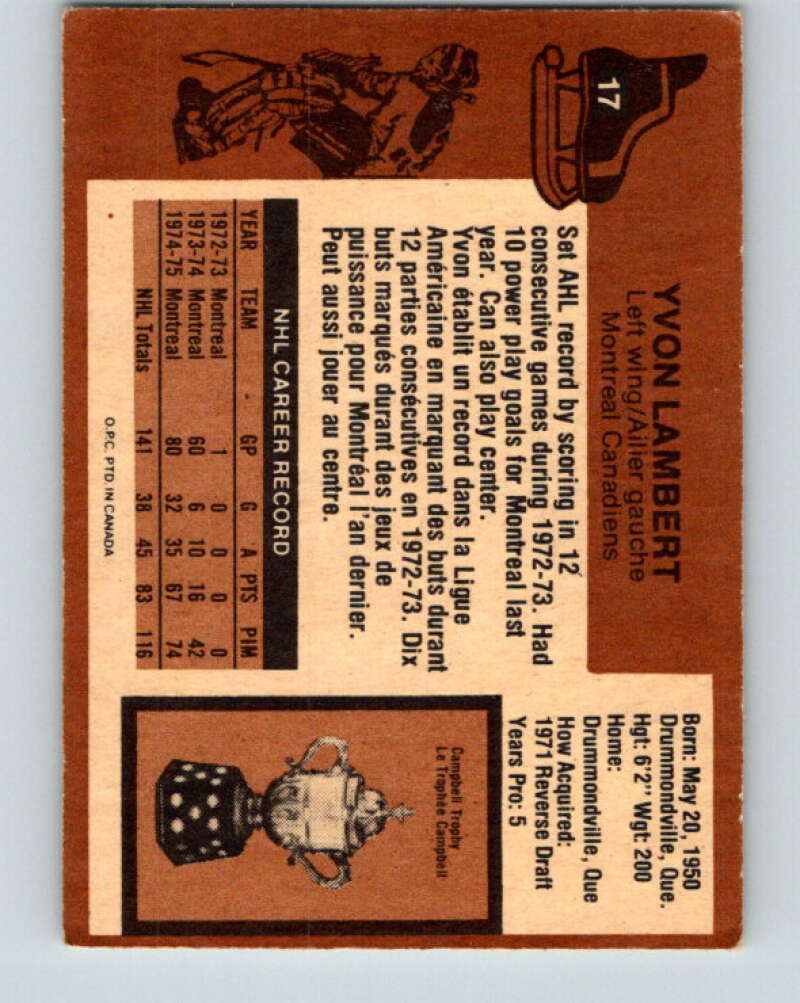 17
YVON LAMBERT
Left wing/Ailier gauche
Montreal Canadiens
Born: May 20, 1950
Drummondville, Que.
Hgt: 6'2" Wgt: 200
Home:
Drummondville, Que
How Acquired:
1971 Reverse Draft
Years Pro: 5
Set AHL record by scoring in 12
consecutive games during 1972-73. Had
10 power play goals for Montreal last
year. Can also play center.
Yvon établit un record dans la Ligue
Américaine en marquant des buts durant
12 parties consécutives en 1972-73. Dix
buts marqués durant des jeux de
puissance pour Montréal l'an dernier.
Peut aussi jouer au centre.
NHL CAREER RECORD
YEAR TEAM GP G A PTS PIM
1972-73 Montreal 1 0 0 0 0
1973-74 Montreal 60 6 10 16 42
1974-75 Montreal 80 32 35 67 74
NHL Totals 141 38 45 83 116
Campbell Trophy
Le Trophée Campbell
O.P.C. PTD. IN CANADA